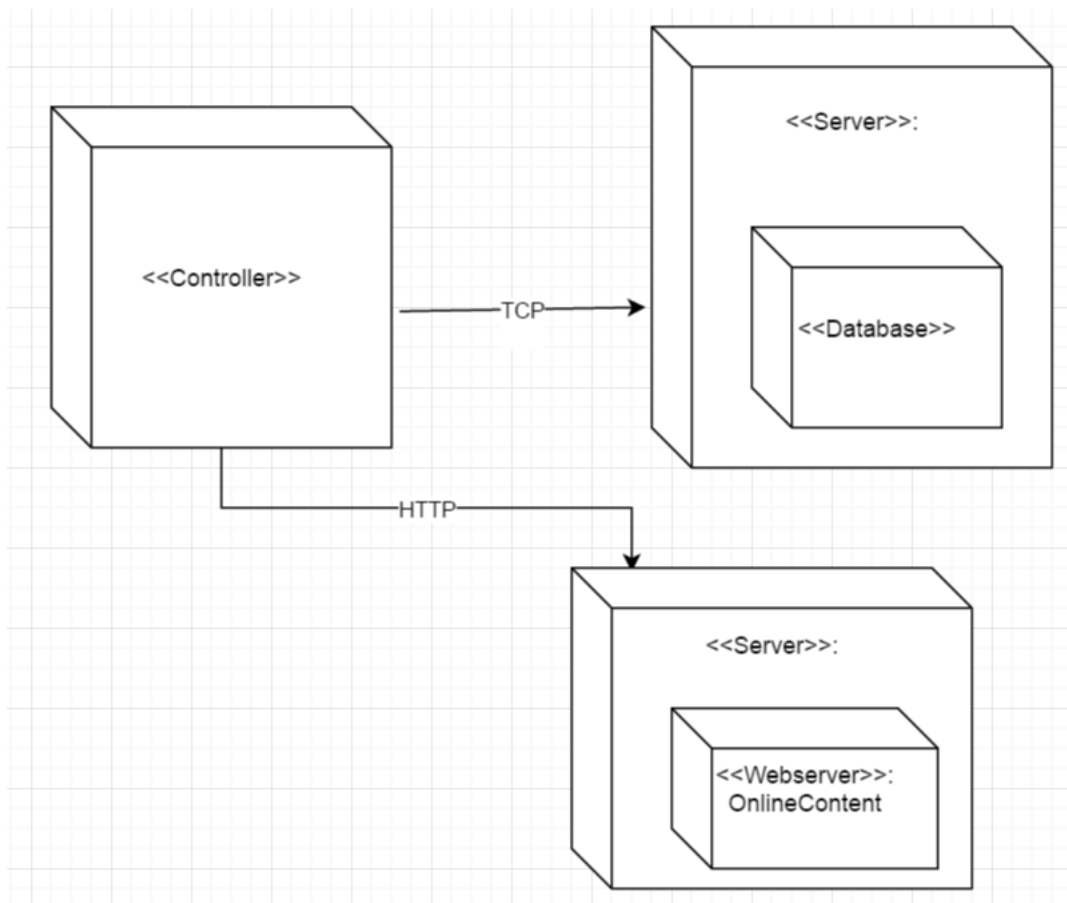 <<Server>>:
<<Controller>>
TCP
<<Database>>
HTTP
<<Server>>:
<<Webserver>>:
OnlineContent